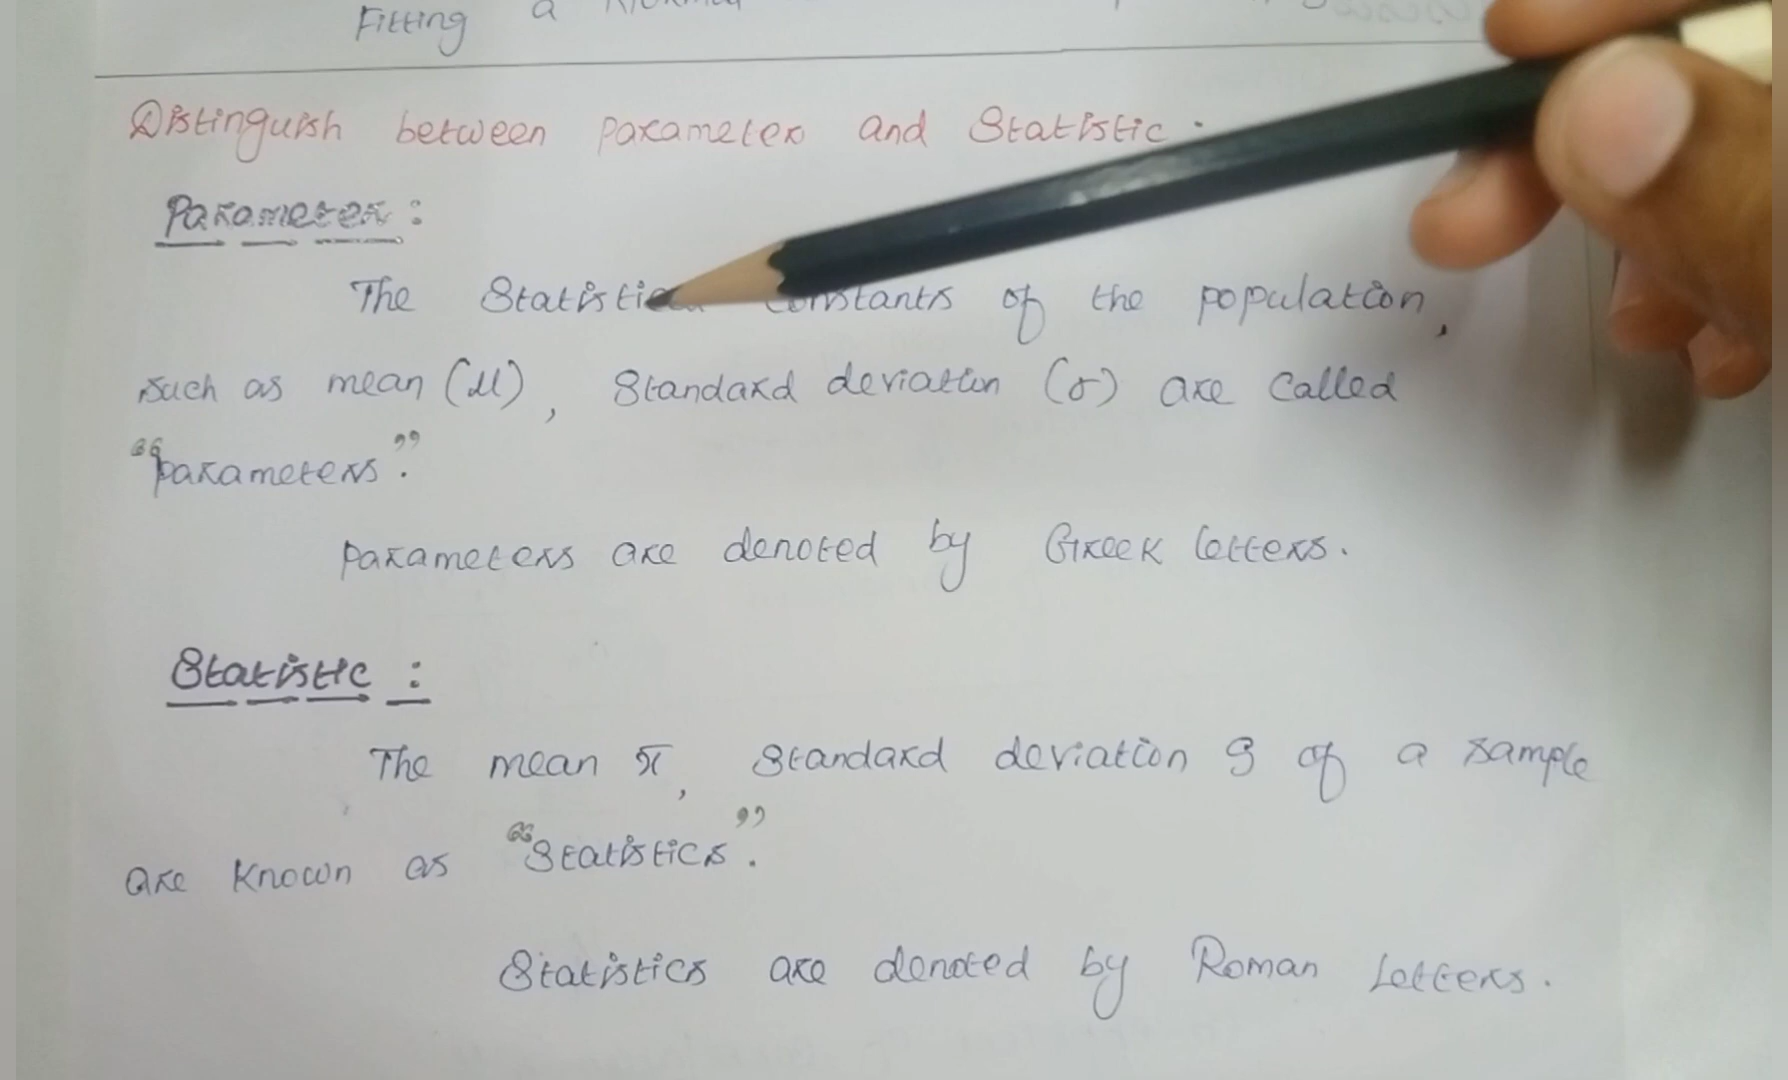 Fitting a
Distinguish between parameter and Statistic.
Parameter :
The Statistical constants of the population,
such as mean (μ), Standard deviation (σ) are called
"parameters".
Parameters are denoted by Greek letters.
Statistic :
The mean x̄, Standard deviation S of a sample
are known as "Statistics".
Statistics are denoted by Roman Letters.